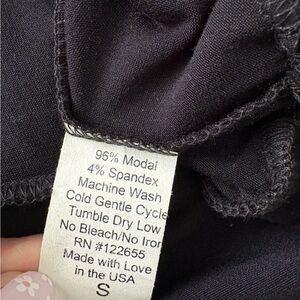 96% Modal
4% Spandex
Machine Wash
Cold Gentle Cycle
Tumble Dry Low
No Bleach/No Iron
RN #122655
Made with Love
in the USA
S